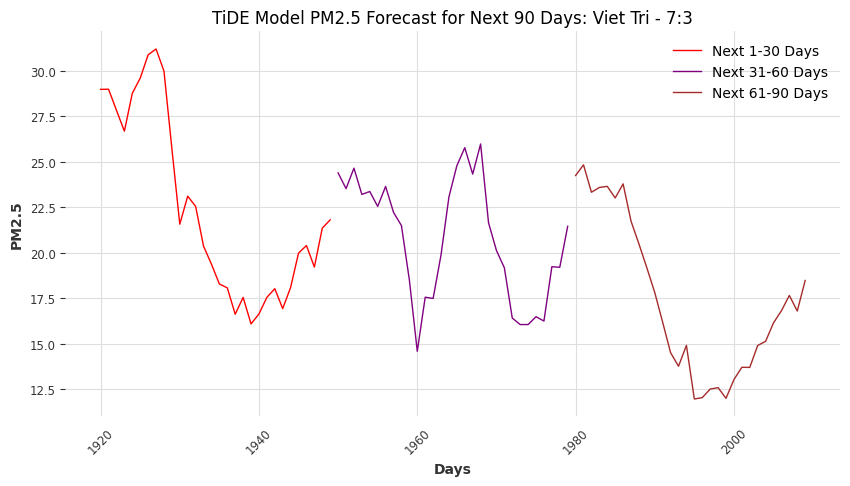 TiDE Model PM2.5 Forecast for Next 90 Days: Viet Tri - 7:3
Next 1-30 Days
Next 31-60 Days
Next 61-90 Days
PM2.5
30.0
27.5
25.0
22.5
20.0
17.5
15.0
12.5
1920
1940
1960
1980
2000
Days